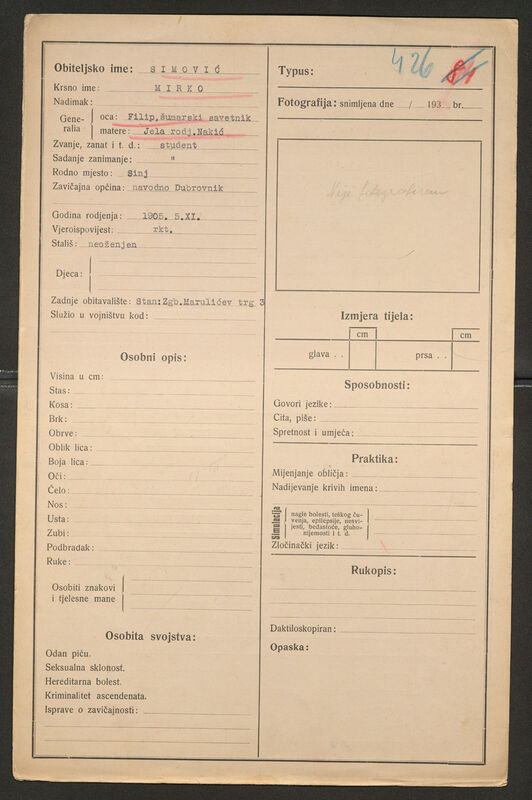 426 84
Obiteljsko ime: SIMOVIĆ
Krsno ime: MIRKO
Nadimak:
Gene-
ralia
oca: Filip, šumarski savetnik
matere: Jela rodj. Nakić
Zvanje, zanat i t. d.: student
Sadanje zanimanje: "
Rodno mjesto: Sinj
Zavičajna općina: navodno Dubrovnik
Godina rodjenja: 1905. 5.XI.
Vjeroispovijest: rkt.
Stališ: neoženjen
Djeca:
Zadnje obitavalište: Stan: Zgb. Marulićev trg 3
Služio u vojništvu kod:
Osobni opis:
Visina u cm:
Stas:
Kosa:
Brk:
Obrve:
Oblik lica:
Boja lica:
Oči:
Čelo:
Nos:
Usta:
Zubi:
Podbradak:
Ruke:
Osobiti znakovi
i tjelesne mane
Osobita svojstva:
Odan piću.
Seksualna sklonost.
Hereditarna bolest.
Kriminalitet ascendenata.
Isprave o zavičajnosti:
Typus:
Fotografija: snimljena dne / 193 br.
Nije fotografiran
Izmjera tijela:
cm cm
glava . . prsa . .
Sposobnosti:
Govori jezike:
Čita, piše:
Spretnost i umjeća:
Praktika:
Mijenjanje obličja:
Nadijevanje krivih imena:
Simulacija
nagle bolesti, teškog ču-
venja, epilepsije, nesvi-
jesti, bedastoće, gluho-
nijemosti i t. d.
Zločinački jezik:
Rukopis:
Daktiloskopiran:
Opaska: